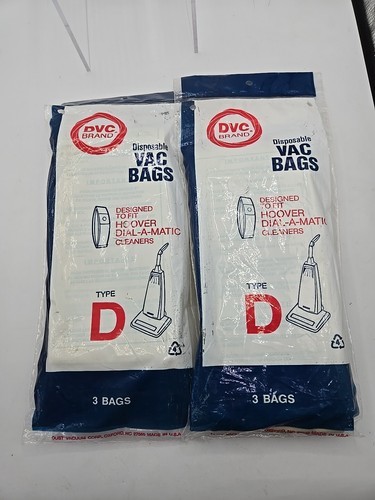 DVC
BRAND
Disposable
VAC
BAGS
DESIGNED
TO FIT
HOOVER
DIAL-A-MATIC
CLEANERS
TYPE
D
3 BAGS
DVC
BRAND
Disposable
VAC
BAGS
DESIGNED
TO FIT
HOOVER
DIAL-A-MATIC
CLEANERS
TYPE
D
4
3 BAGS